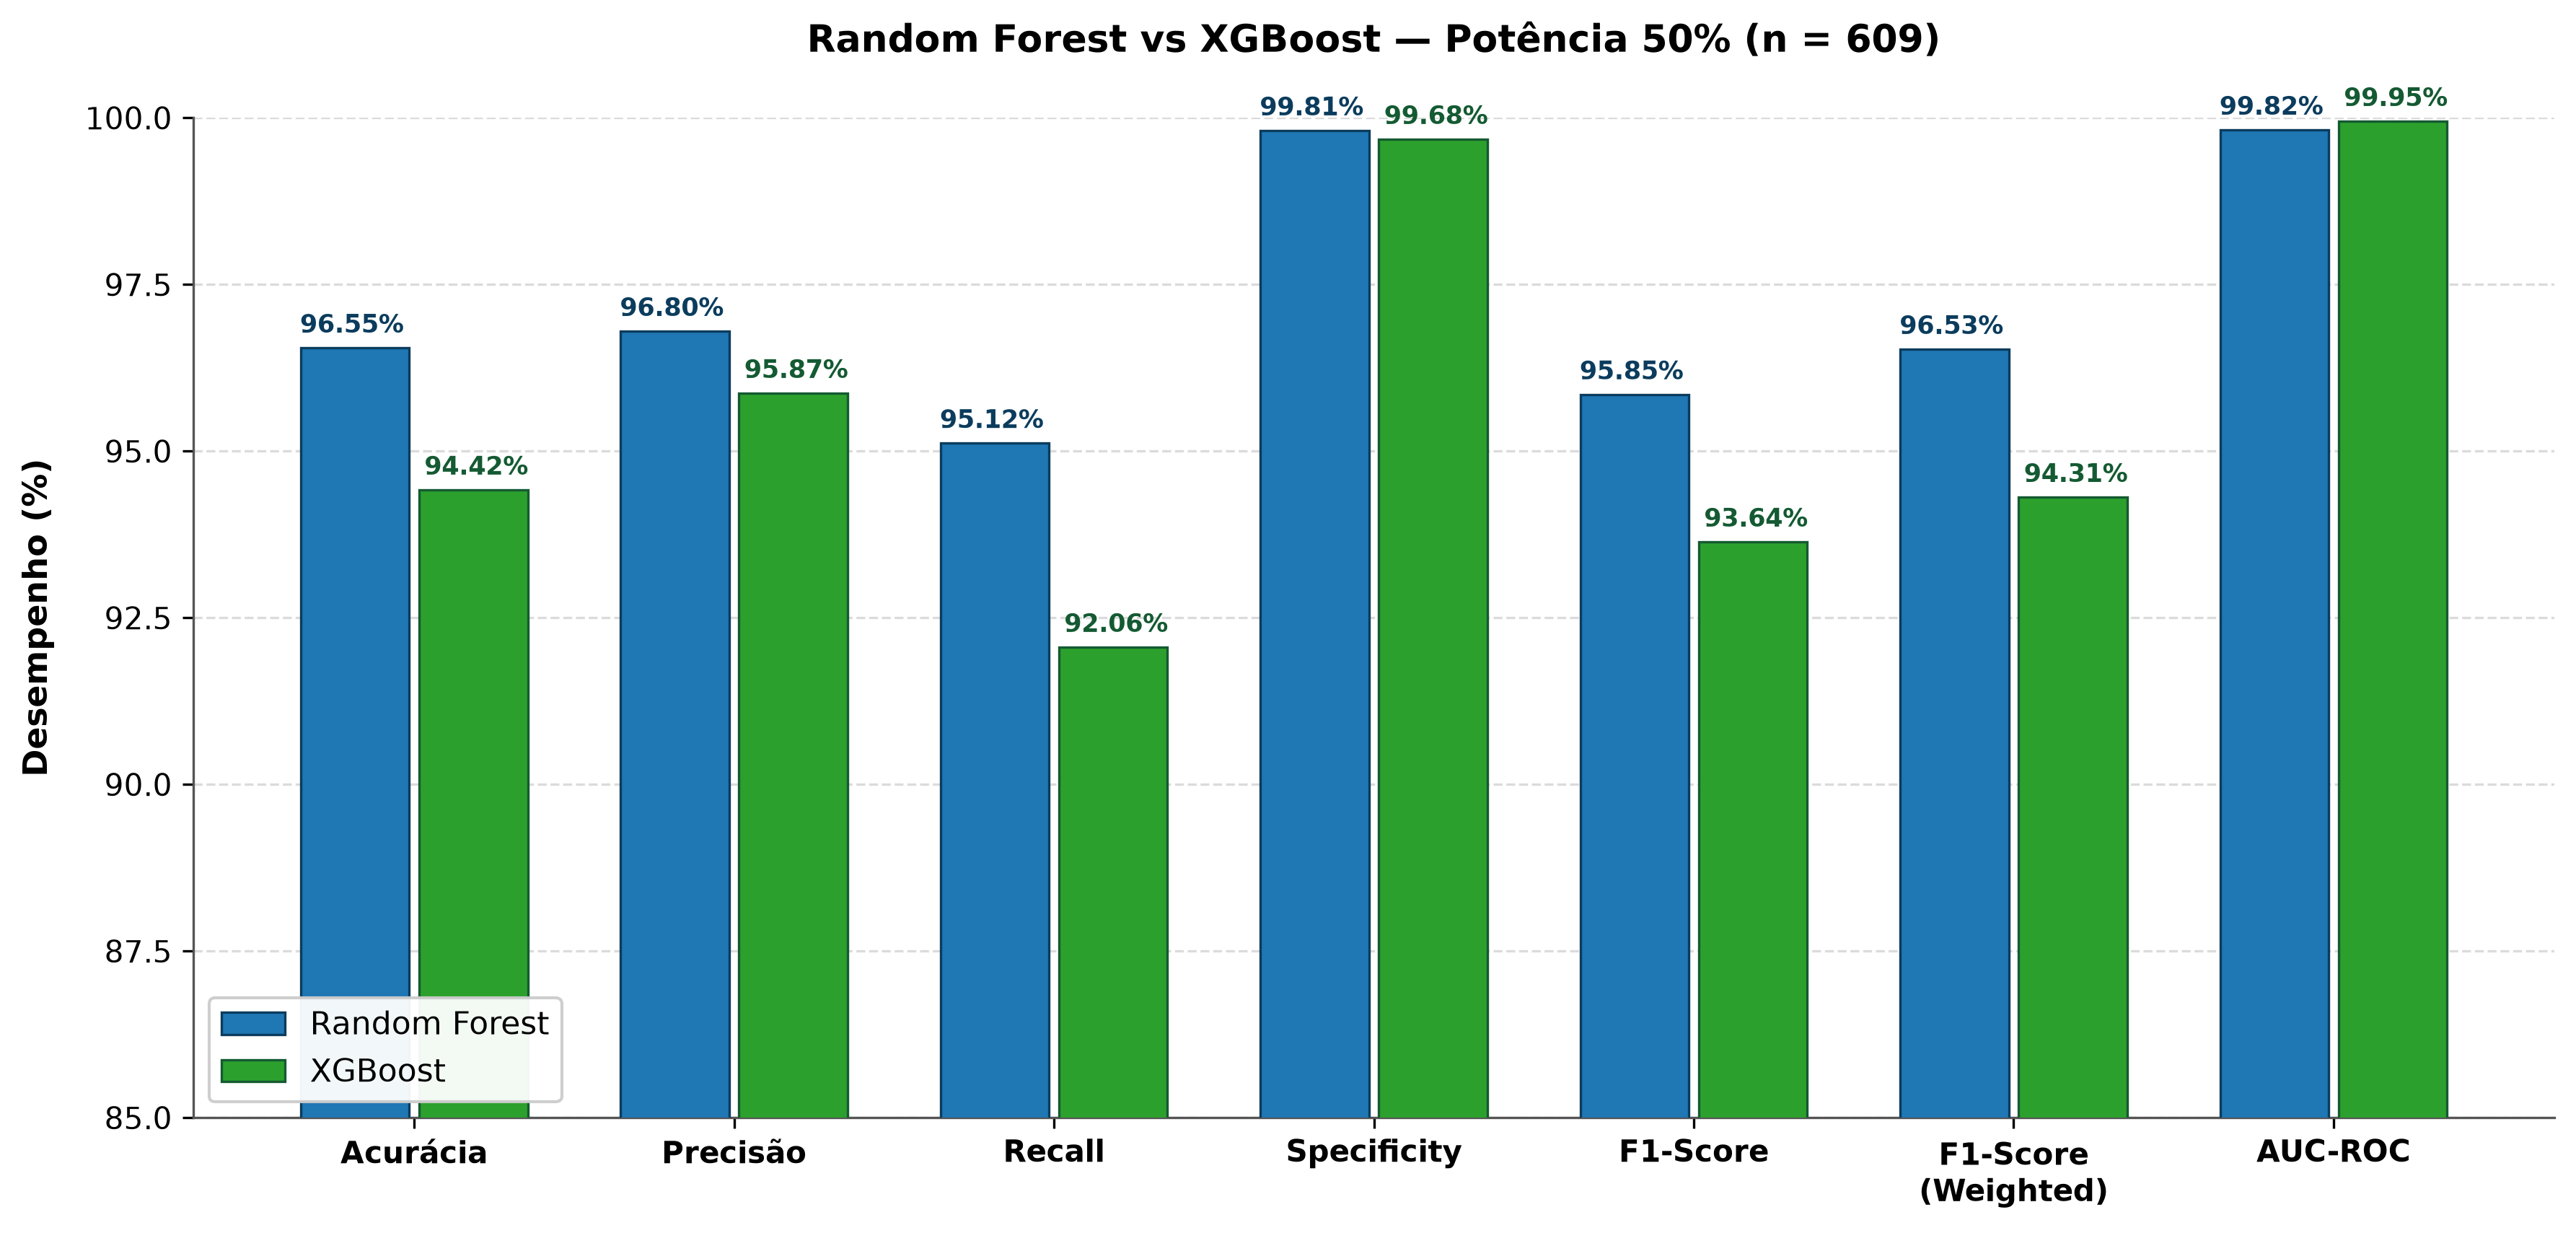 Random Forest vs XGBoost — Potência 50% (n = 609)
Desempenho (%)
100.0
97.5
95.0
92.5
90.0
87.5
85.0
96.55%
94.42%
96.80%
95.87%
95.12%
92.06%
99.81%
99.68%
95.85%
93.64%
96.53%
94.31%
99.82%
99.95%
Random Forest
XGBoost
Acurácia
Precisão
Recall
Specificity
F1-Score
F1-Score
(Weighted)
AUC-ROC